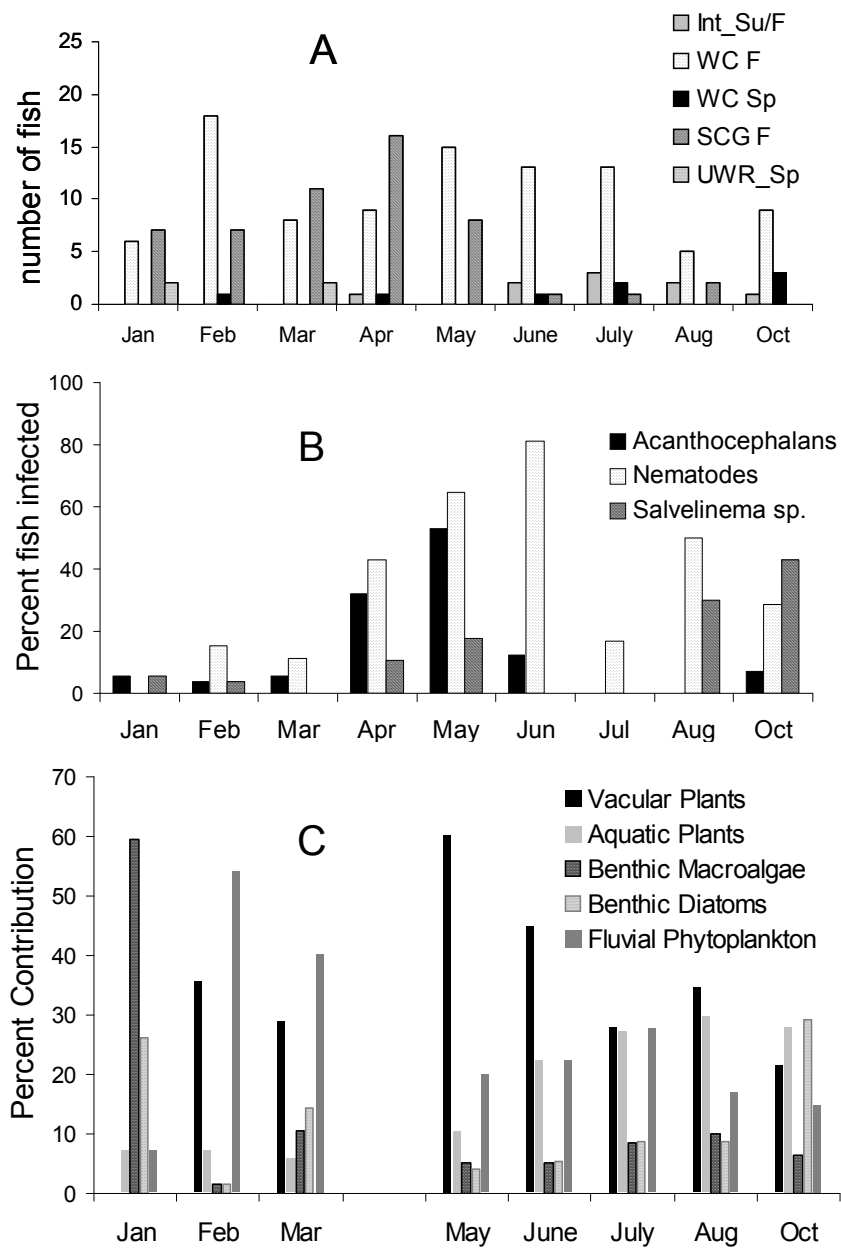 A
number of fish
25
20
15
10
5
0
Int_Su/F
WC F
WC Sp
SCG F
UWR_Sp
Jan Feb Mar Apr May June July Aug Oct
B
Percent fish infected
100
80
60
40
20
0
Acanthocephalans
Nematodes
Salvelinema sp.
Jan Feb Mar Apr May Jun Jul Aug Oct
C
Percent Contribution
70
60
50
40
30
20
10
0
Vacular Plants
Aquatic Plants
Benthic Macroalgae
Benthic Diatoms
Fluvial Phytoplankton
Jan Feb Mar May June July Aug Oct